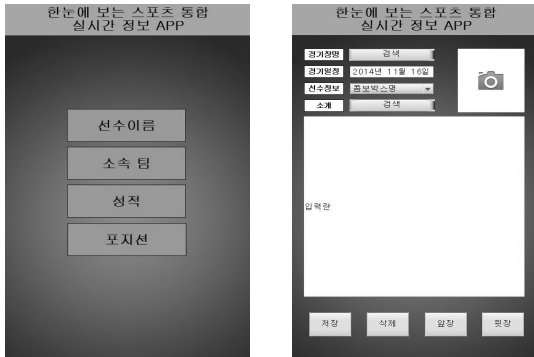 한눈에 보는 스포츠 통합
실시간 정보 APP
선수이름
소속 팀
성적
포지션
한눈에 보는 스포츠 통합
실시간 정보 APP
경기장명 검색
경기일정 2014년 11월 16일
선수정보 콤보박스명
소개 검색
입력란
저장 삭제 앞장 뒷장